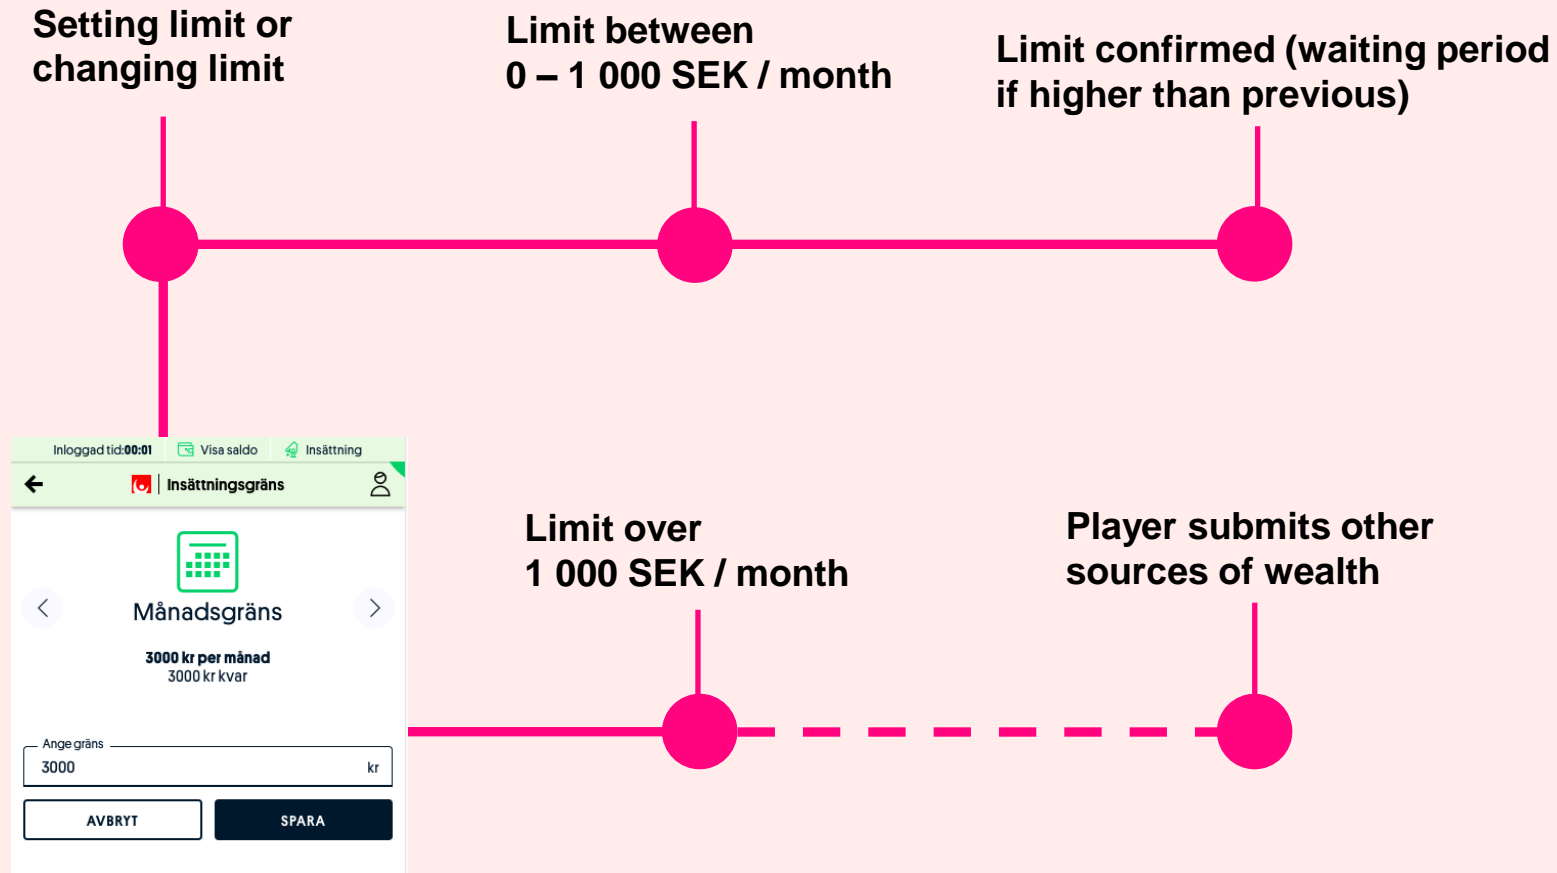 Setting limit or
changing limit
Limit between
0 – 1 000 SEK / month
Limit confirmed (waiting period
if higher than previous)
Inloggad tid:00:01
Visa saldo
Insättning
Insättningsgräns
Månadsgräns
3000 kr per månad
3000 kr kvar
Ange gräns
3000 kr
AVBRYT
SPARA
Limit over
1 000 SEK / month
Player submits other
sources of wealth